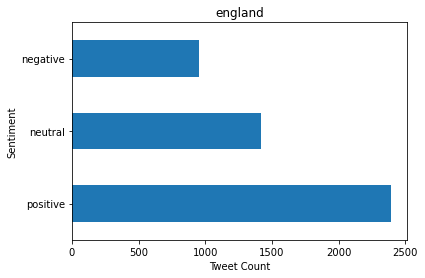 england
Sentiment
negative
neutral
positive
0 500 1000 1500 2000 2500
Tweet Count